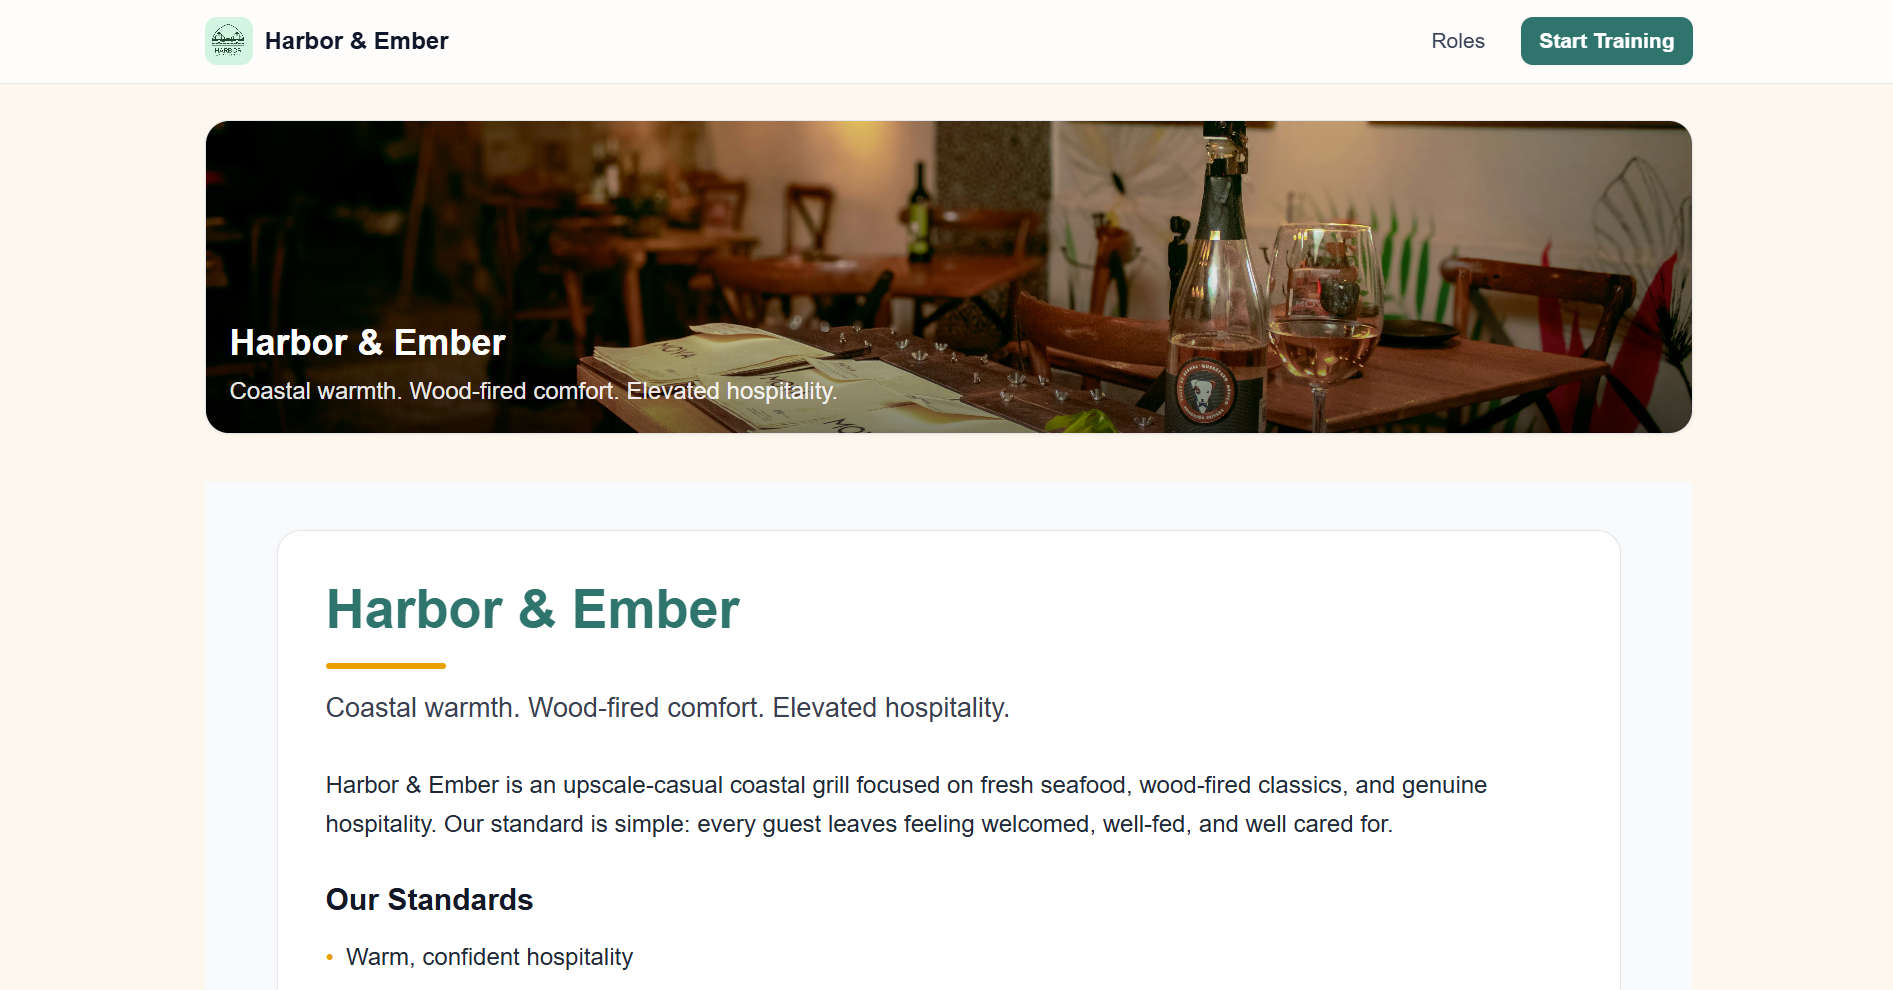 HARBOR
Harbor & Ember
Roles
Start Training
MOYA
Harbor & Ember
Coastal warmth. Wood-fired comfort. Elevated hospitality.
Harbor & Ember
Coastal warmth. Wood-fired comfort. Elevated hospitality.
Harbor & Ember is an upscale-casual coastal grill focused on fresh seafood, wood-fired classics, and genuine
hospitality. Our standard is simple: every guest leaves feeling welcomed, well-fed, and well cared for.
Our Standards
• Warm, confident hospitality